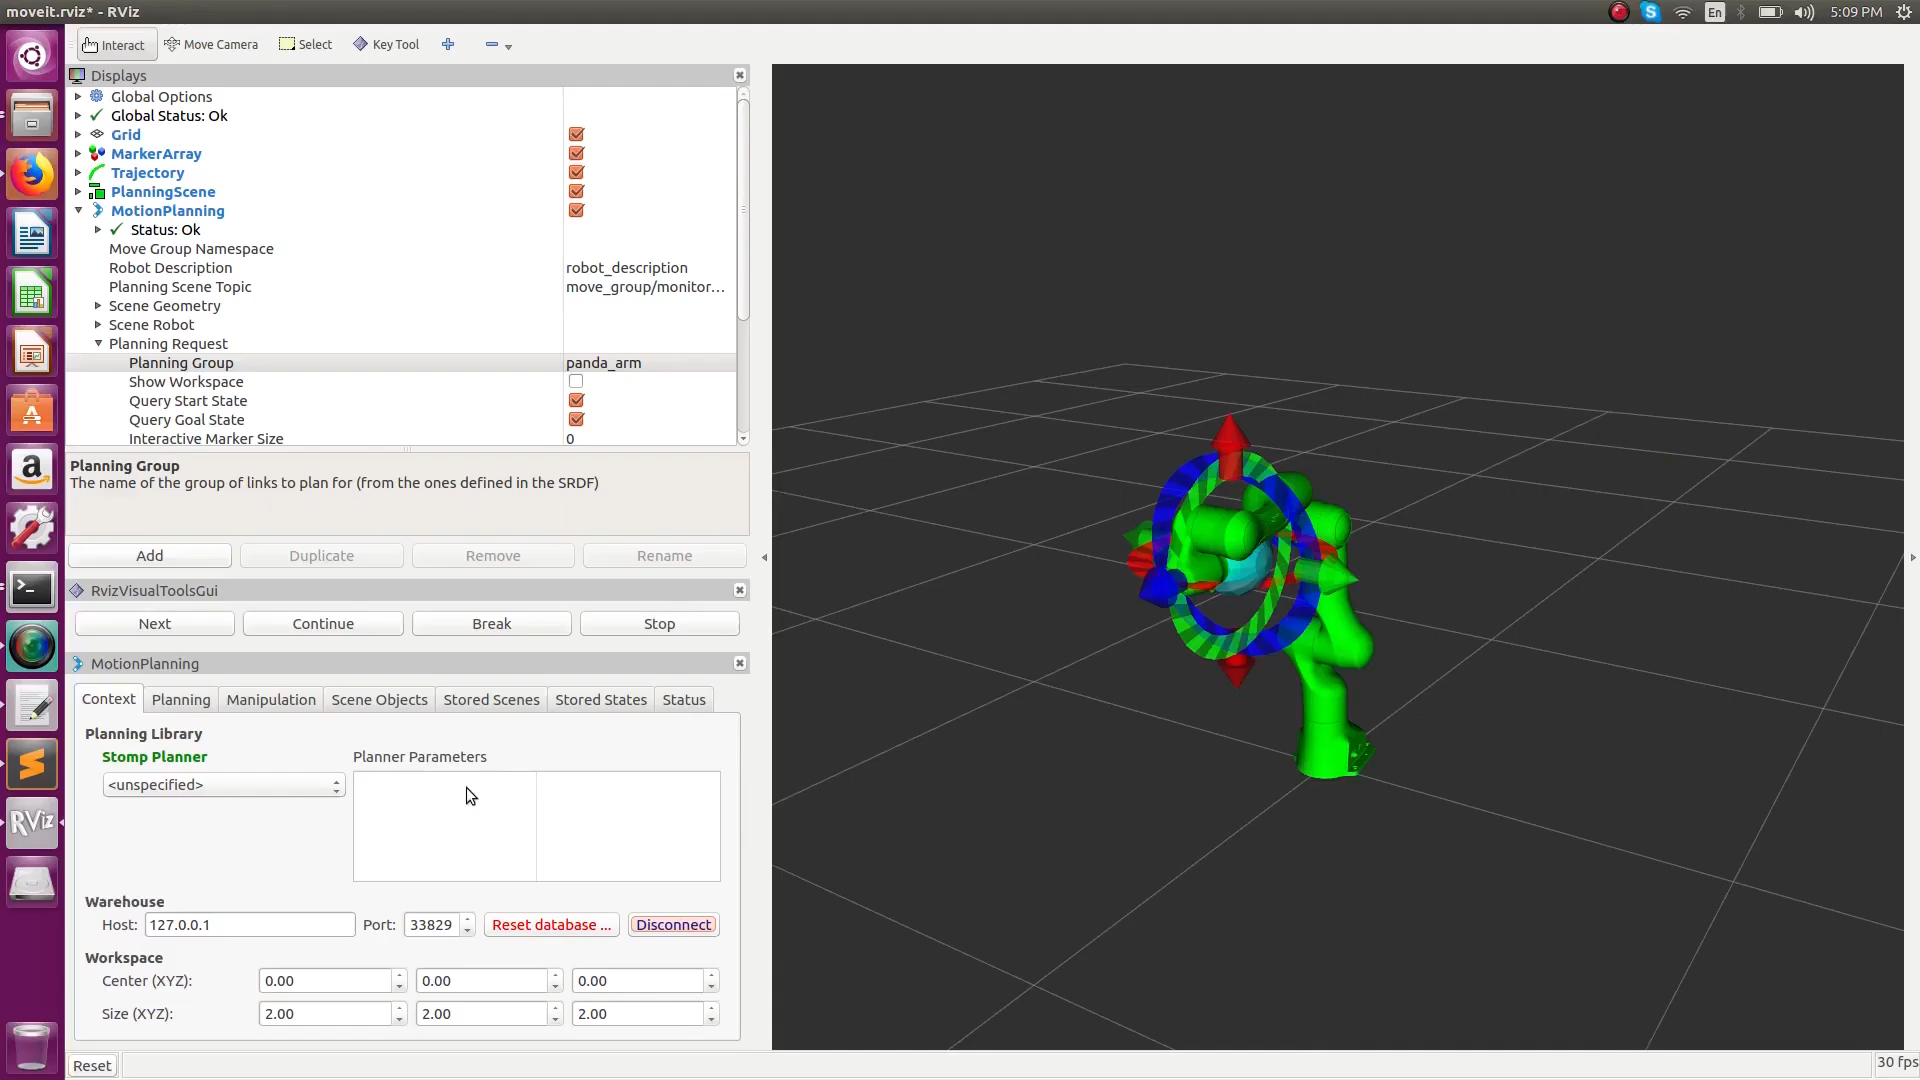 moveit.rviz* - RViz
En
5:09 PM
Interact
Move Camera
Select
Key Tool
Displays
Global Options
Global Status: Ok
Grid
MarkerArray
Trajectory
PlanningScene
MotionPlanning
Status: Ok
Move Group Namespace
Robot Description robot_description
Planning Scene Topic move_group/monitor...
Scene Geometry
Scene Robot
Planning Request
Planning Group panda_arm
Show Workspace
Query Start State
Query Goal State
Interactive Marker Size 0
Planning Group
The name of the group of links to plan for (from the ones defined in the SRDF)
Add Duplicate Remove Rename
RvizVisualToolsGui
Next Continue Break Stop
MotionPlanning
Context Planning Manipulation Scene Objects Stored Scenes Stored States Status
Planning Library
Stomp Planner Planner Parameters
<unspecified>
Warehouse
Host: 127.0.0.1 Port: 33829 Reset database ... Disconnect
Workspace
Center (XYZ): 0.00 0.00 0.00
Size (XYZ): 2.00 2.00 2.00
Reset
30 fps
RViz